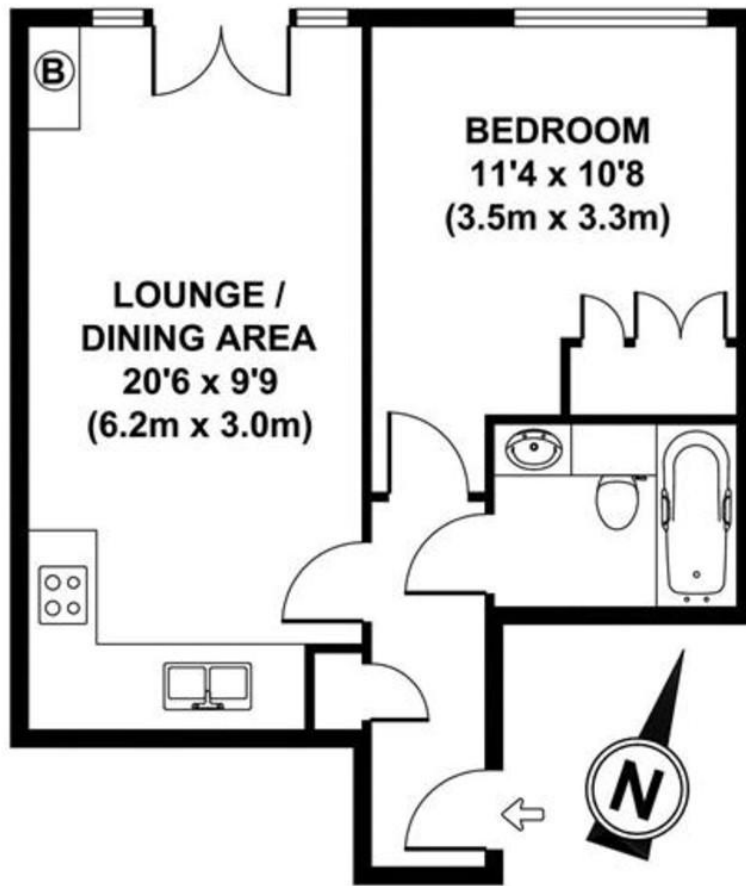 B
BEDROOM
11'4 x 10'8
(3.5m x 3.3m)
LOUNGE /
DINING AREA
20'6 x 9'9
(6.2m x 3.0m)
N